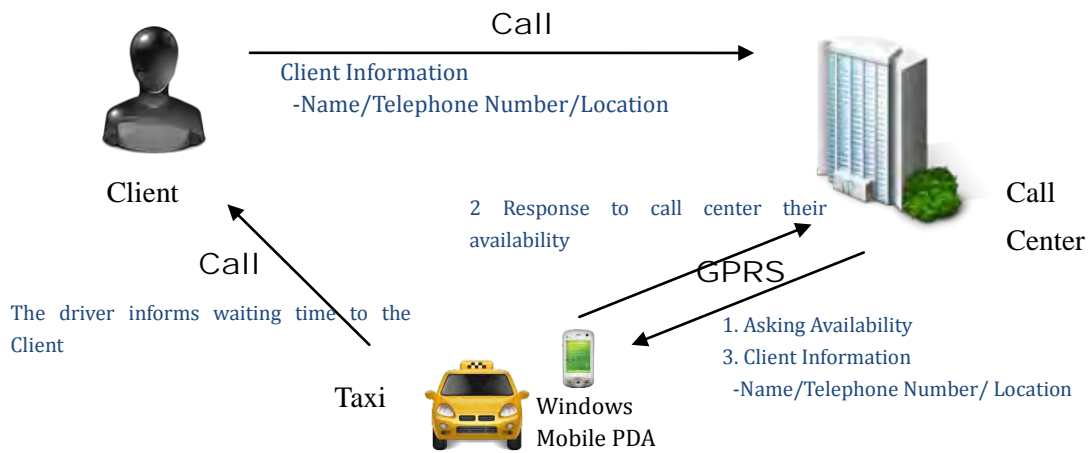 Call
Client Information
-Name/Telephone Number/Location
Client
Call
Center
2 Response to call center their
availability
GPRS
Call
The driver informs waiting time to the
Client
1. Asking Availability
3. Client Information
-Name/Telephone Number/ Location
Taxi
Windows
Mobile PDA